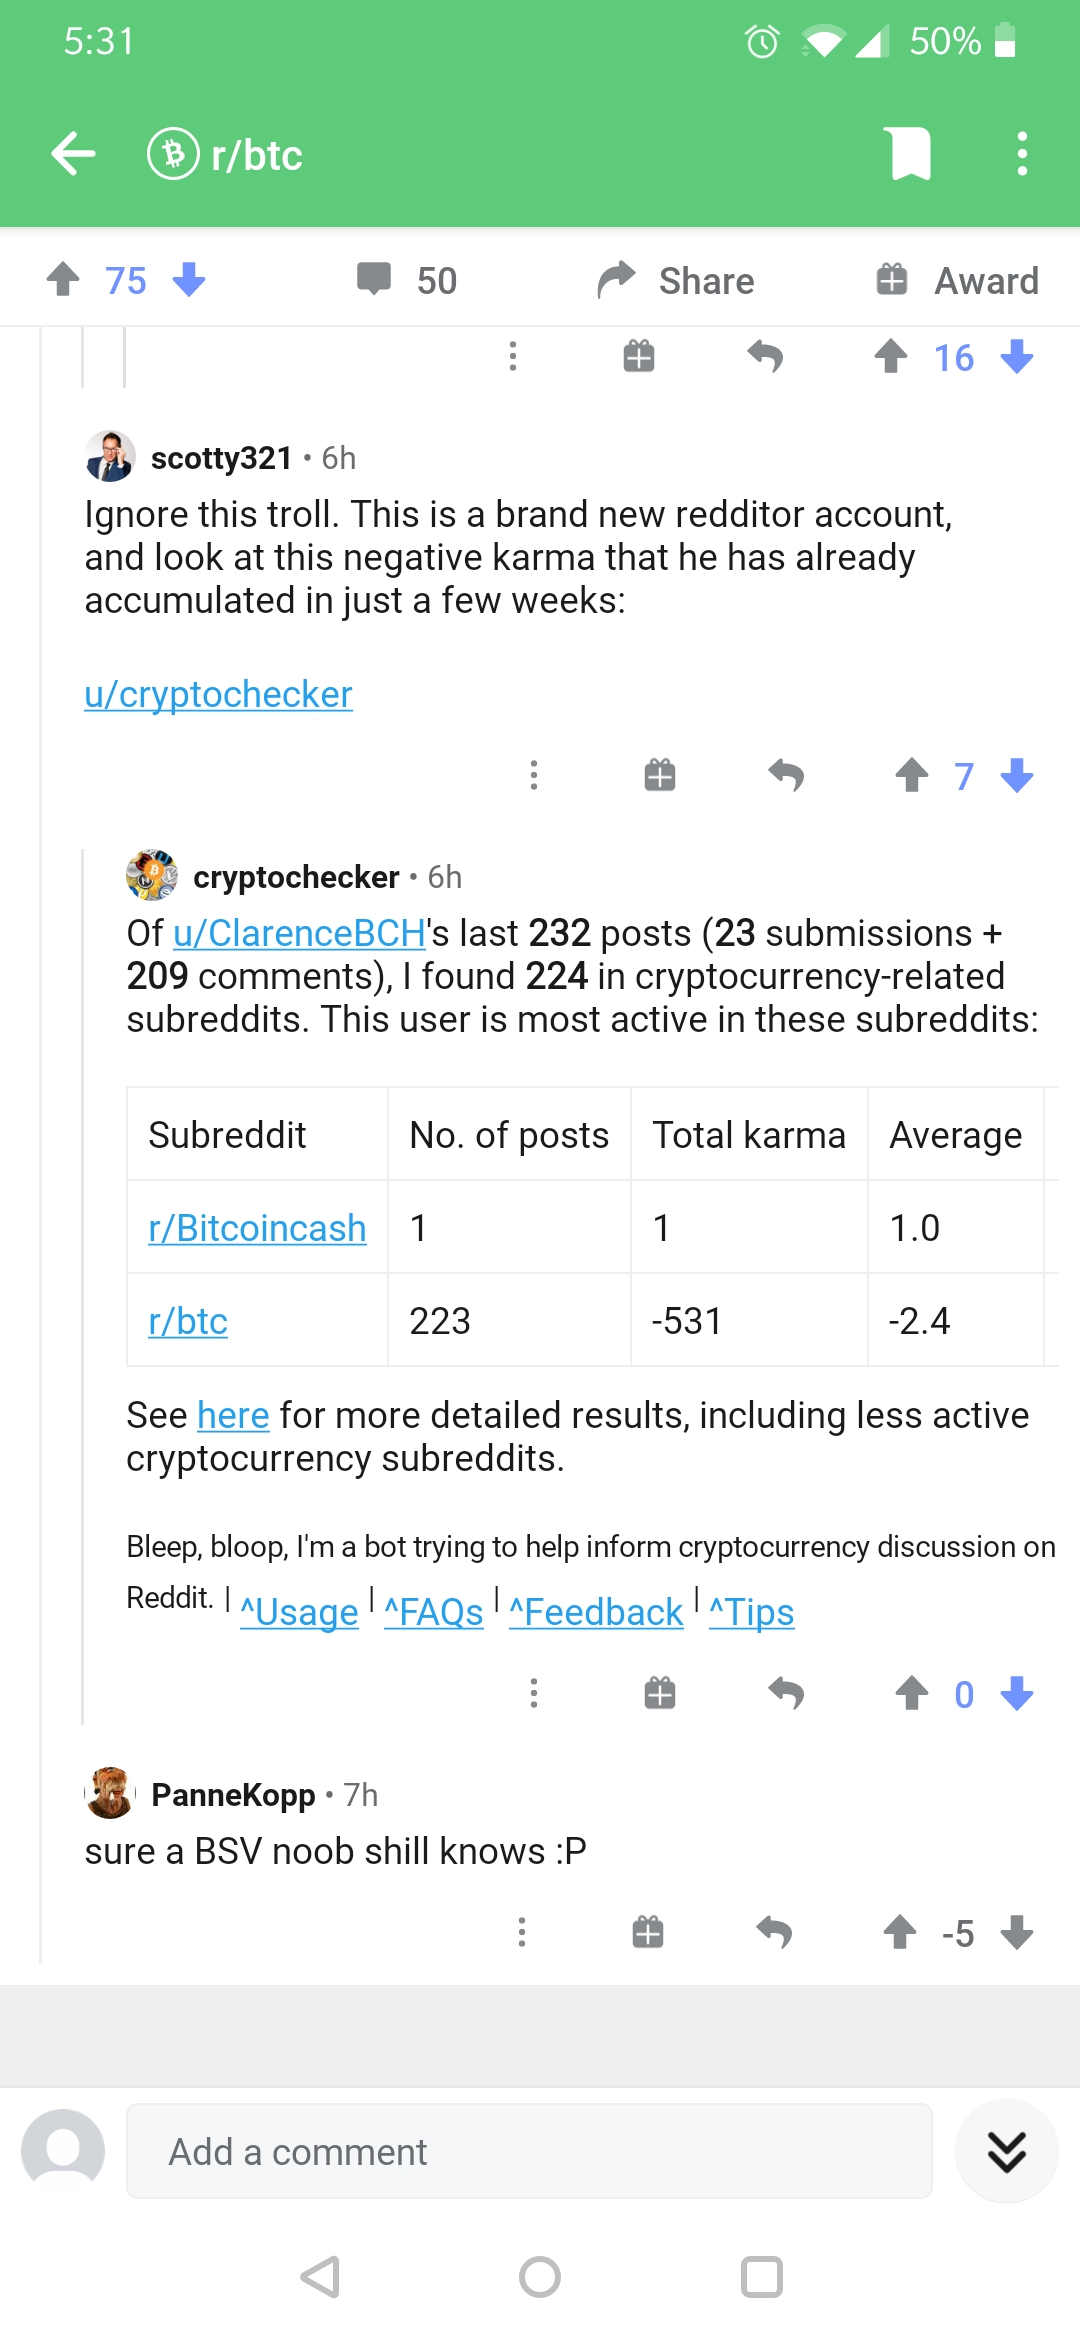 5:31
50%
r/btc
75
50
Share
Award
16
scotty321 • 6h
Ignore this troll. This is a brand new redditor account,
and look at this negative karma that he has already
accumulated in just a few weeks:
u/cryptochecker
7
cryptochecker • 6h
Of u/ClarenceBCH's last 232 posts (23 submissions +
209 comments), I found 224 in cryptocurrency-related
subreddits. This user is most active in these subreddits:
Subreddit No. of posts Total karma Average
r/Bitcoincash 1 1 1.0
r/btc 223 -531 -2.4
See here for more detailed results, including less active
cryptocurrency subreddits.
Bleep, bloop, I'm a bot trying to help inform cryptocurrency discussion on
Reddit. | ^Usage | ^FAQs | ^Feedback | ^Tips
0
PanneKopp • 7h
sure a BSV noob shill knows :P
-5
Add a comment